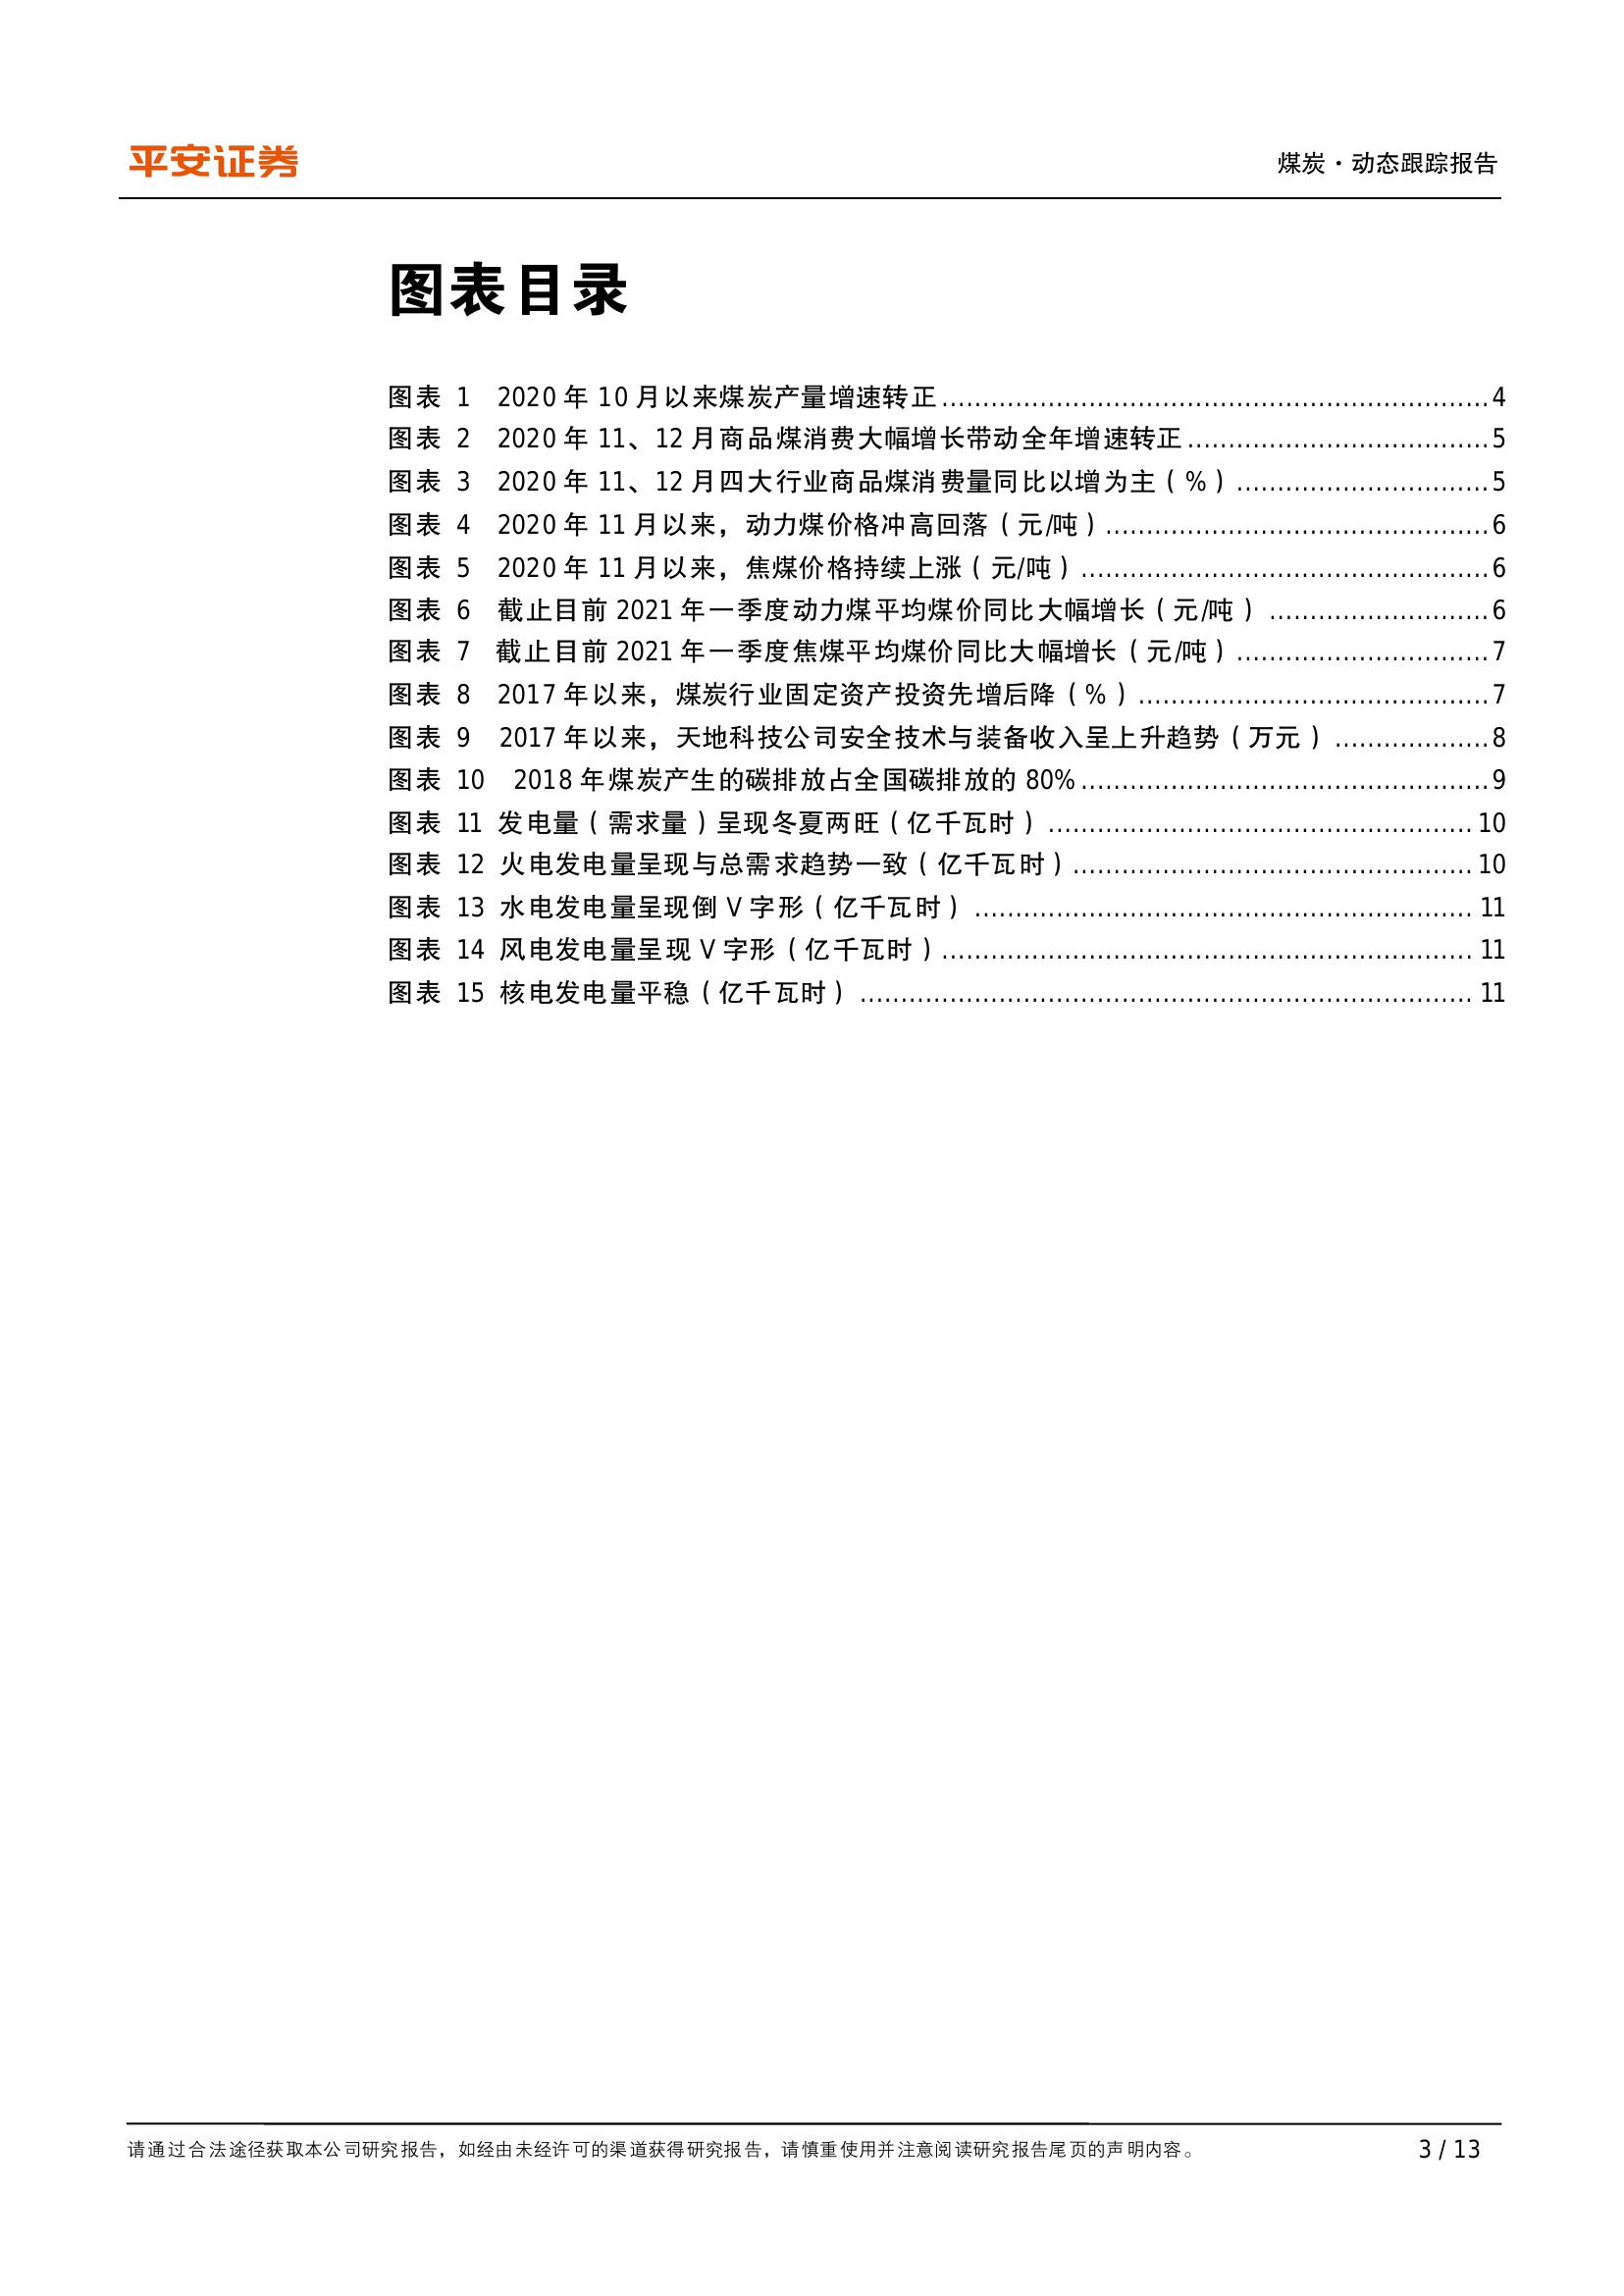 平安证券
煤炭·动态跟踪报告
图表目录
图表 1 2020 年 10 月以来煤炭产量增速转正 4
图表 2 2020 年 11、12 月商品煤消费大幅增长带动全年增速转正 5
图表 3 2020 年 11、12 月四大行业商品煤消费量同比以增为主（%） 5
图表 4 2020 年 11 月以来，动力煤价格冲高回落（元/吨） 6
图表 5 2020 年 11 月以来，焦煤价格持续上涨（元/吨） 6
图表 6 截止目前 2021 年一季度动力煤平均煤价同比大幅增长（元/吨） 6
图表 7 截止目前 2021 年一季度焦煤平均煤价同比大幅增长（元/吨） 7
图表 8 2017 年以来，煤炭行业固定资产投资先增后降（%） 7
图表 9 2017 年以来，天地科技公司安全技术与装备收入呈上升趋势（万元） 8
图表 10 2018 年煤炭产生的碳排放占全国碳排放的 80% 9
图表 11 发电量（需求量）呈现冬夏两旺（亿千瓦时） 10
图表 12 火电发电量呈现与总需求趋势一致（亿千瓦时） 10
图表 13 水电发电量呈现倒 V 字形（亿千瓦时） 11
图表 14 风电发电量呈现 V 字形（亿千瓦时） 11
图表 15 核电发电量平稳（亿千瓦时） 11
请通过合法途径获取本公司研究报告，如经由未经许可的渠道获得研究报告，请慎重使用并注意阅读研究报告尾页的声明内容。
3 / 13